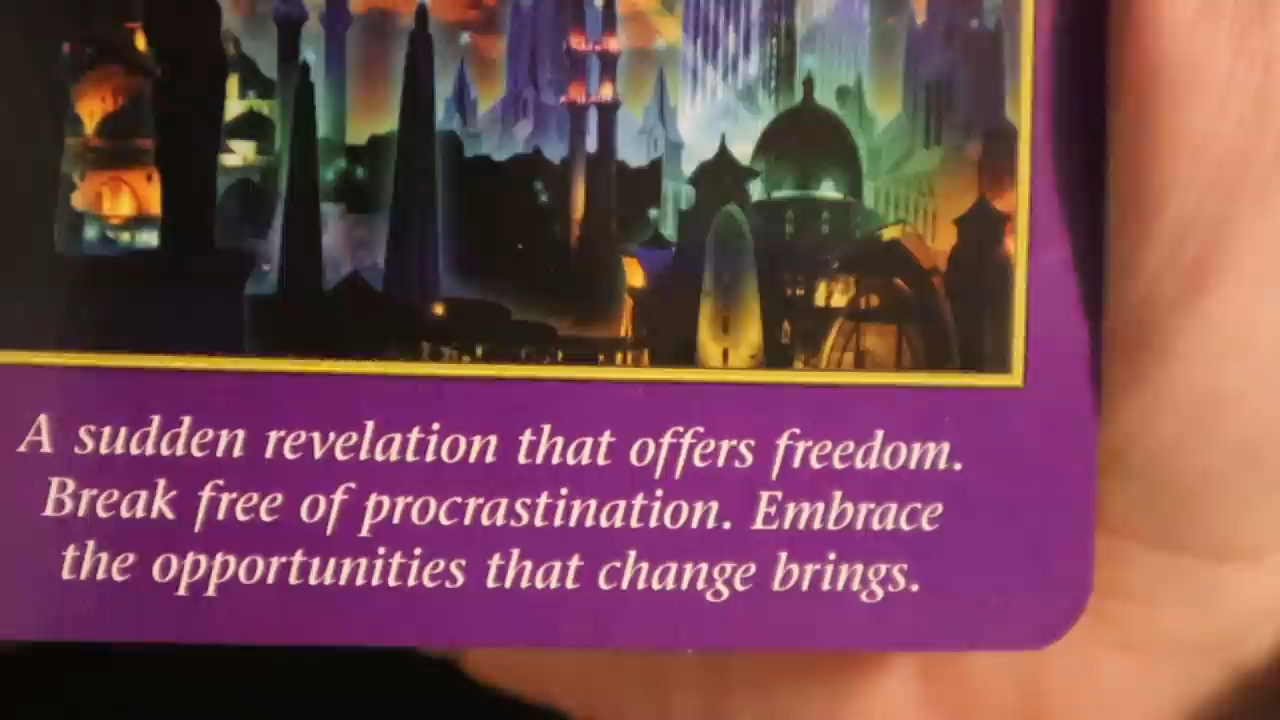 A sudden revelation that offers freedom.
Break free of procrastination. Embrace
the opportunities that change brings.